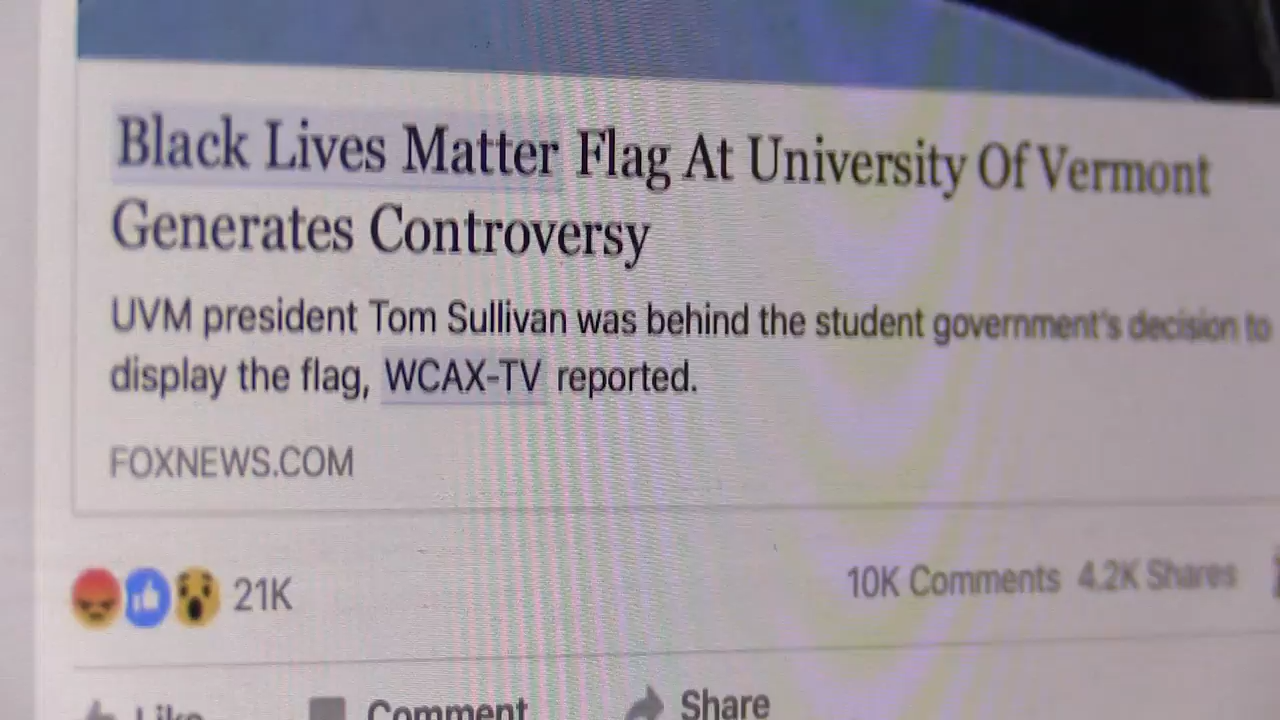 Black Lives Matter Flag At University Of Vermont
Generates Controversy
UVM president Tom Sullivan was behind the student government's decision to
display the flag, WCAX-TV reported.
FOXNEWS.COM
21K
10K Comments 4.2K Shares
Like Comment Share